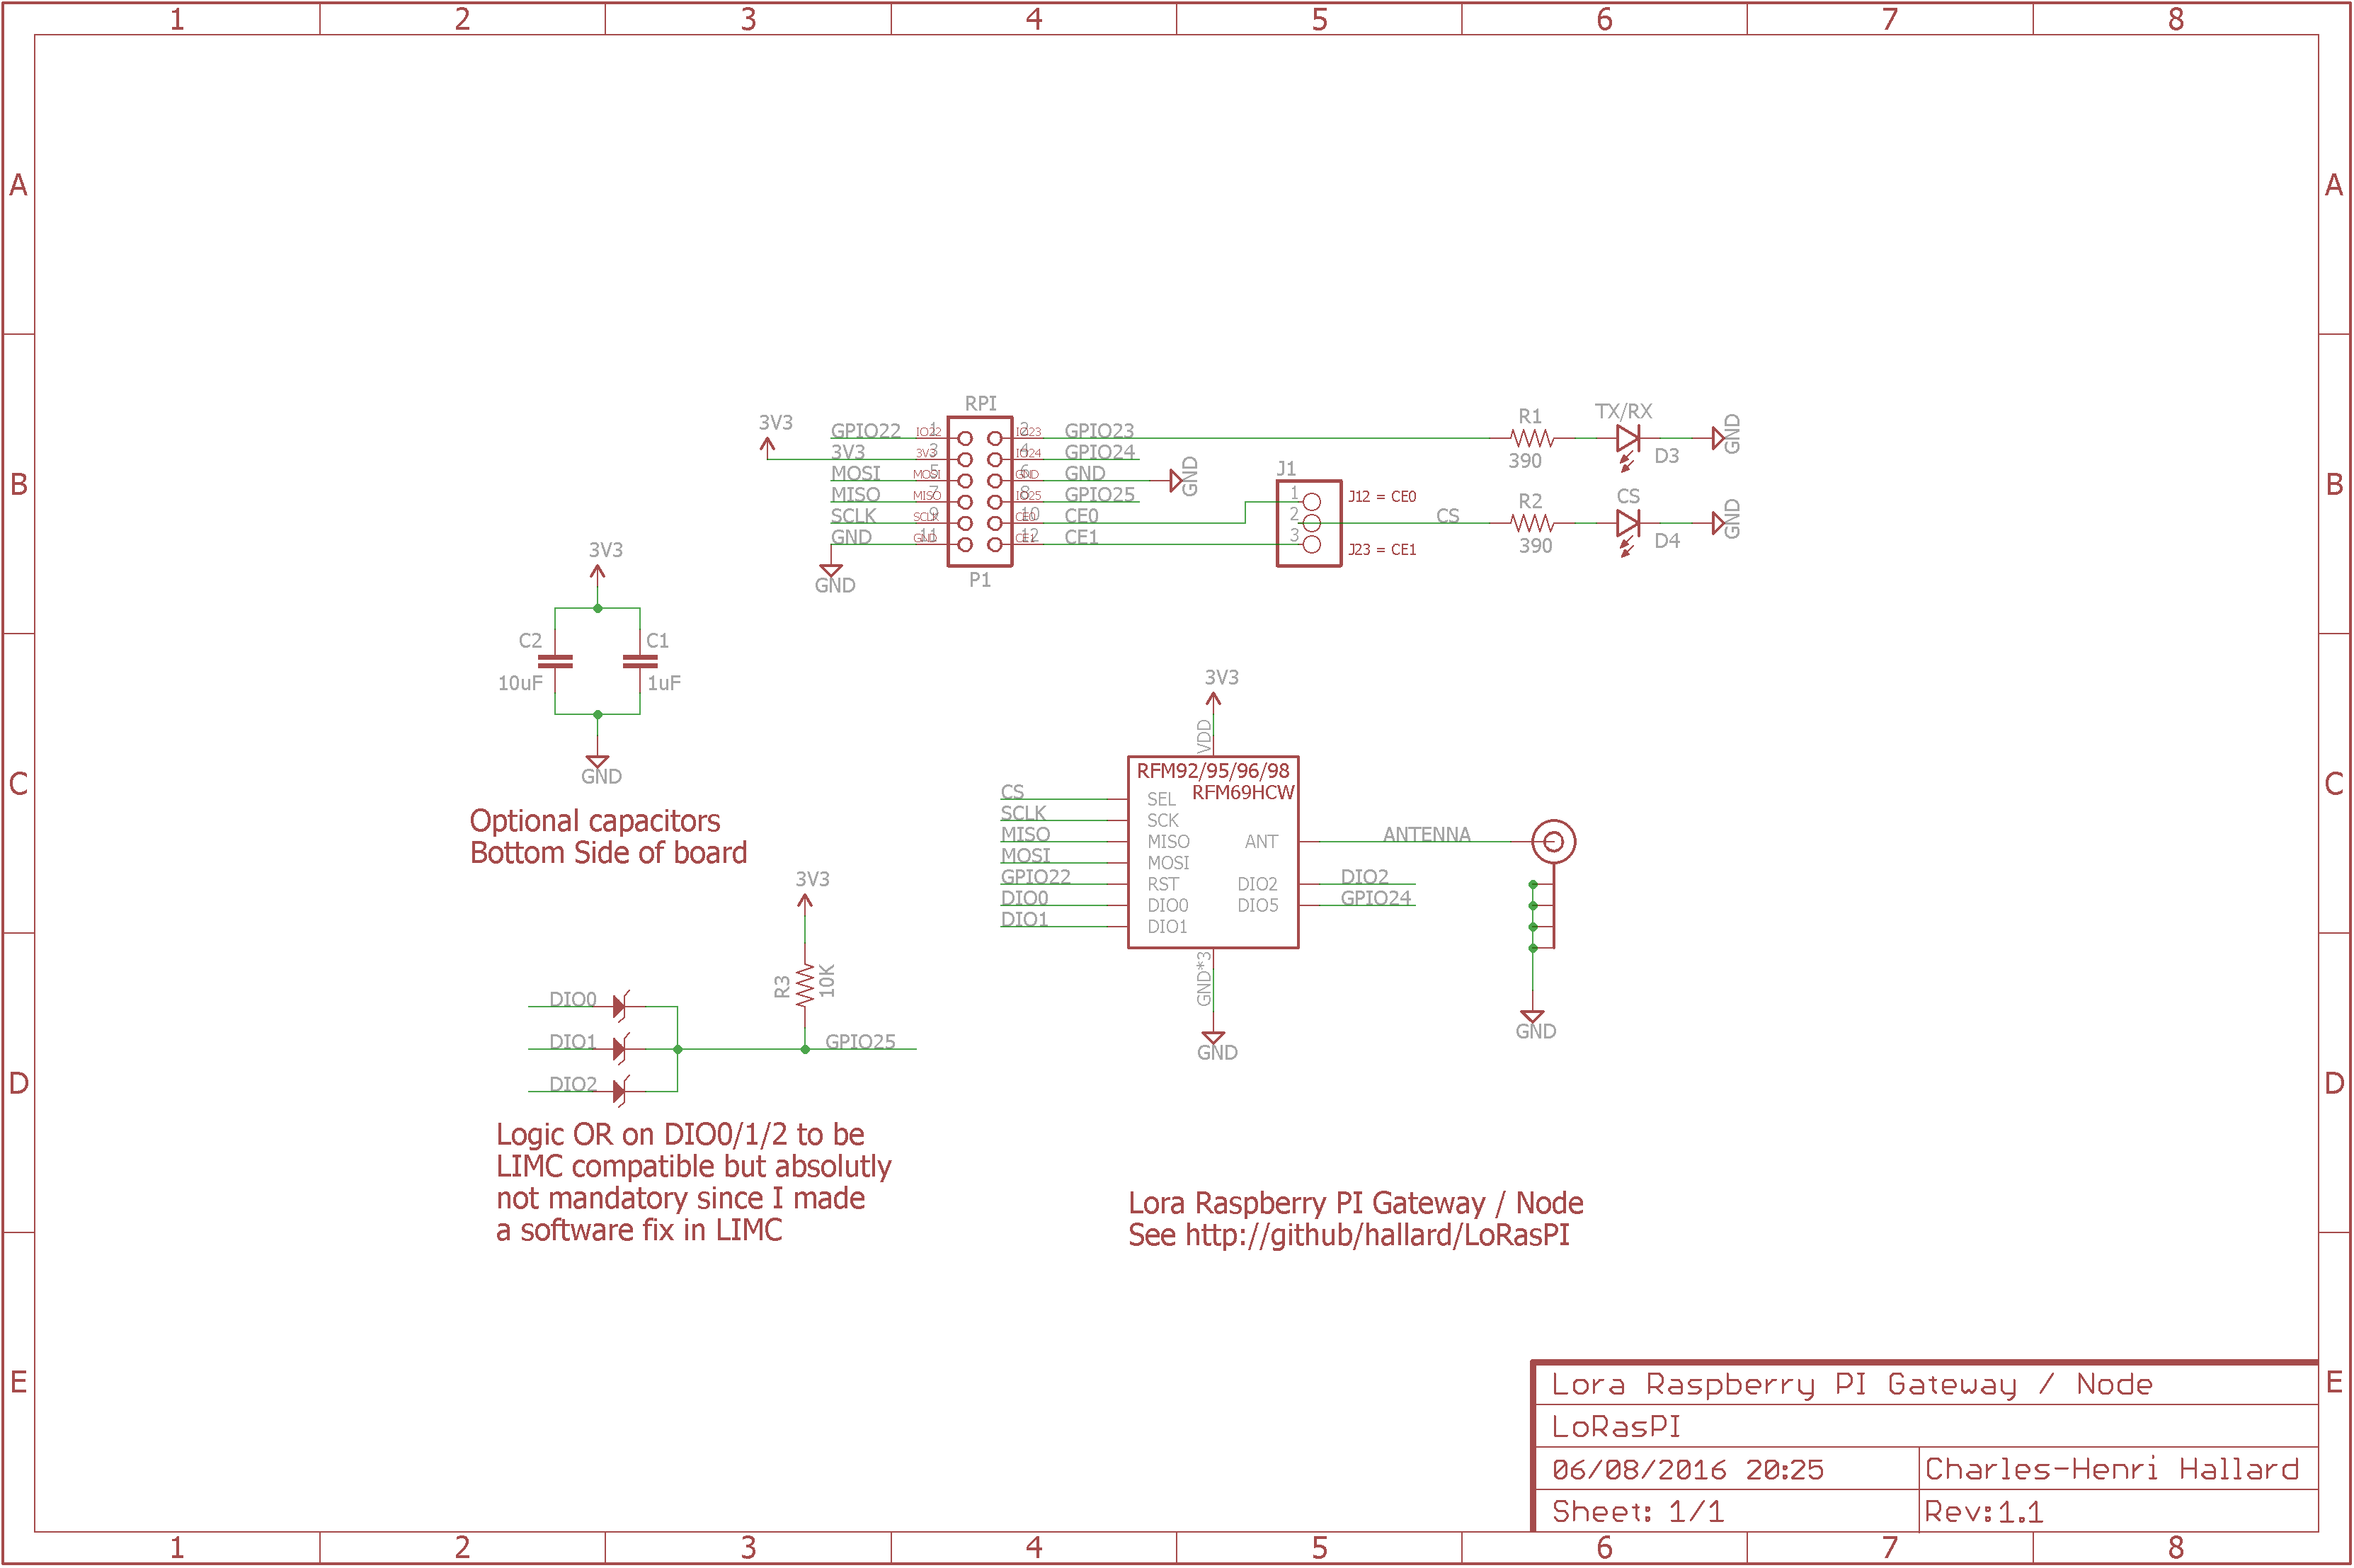 1 2 3 4 5 6 7 8
A A
B B
C C
D D
E E
RPI
3V3
GPIO22 IO22 1 2 IO23 GPIO23
3V3 3V3 3 4 IO24 GPIO24
MOSI MOSI 5 6 GND GND GND
MISO MISO 7 8 IO25 GPIO25
SCLK SCLK 9 10 CE0 CE0
GND GND 11 12 CE1 CE1
GND
P1
J1
1 J12 = CE0
2 CS
3 J23 = CE1
R1
390
TX/RX
D3
GND
R2
390
CS
D4
GND
3V3
C2 C1
10uF 1uF
GND
Optional capacitors
Bottom Side of board
3V3
VDD
RFM92/95/96/98
RFM69HCW
CS SEL
SCLK SCK
MISO MISO ANT ANTENNA
MOSI MOSI
GPIO22 RST DIO2 DIO2
DIO0 DIO0 DIO5 GPIO24
DIO1 DIO1
GND*3
GND
GND
3V3
R3 10K
DIO0
DIO1 GPIO25
DIO2
Logic OR on DIO0/1/2 to be
LIMC compatible but absolutly
not mandatory since I made
a software fix in LIMC
Lora Raspberry PI Gateway / Node
See http://github/hallard/LoRasPI
Lora Raspberry PI Gateway / Node
LoRasPI
06/08/2016 20:25 Charles-Henri Hallard
Sheet: 1/1 Rev:1.1
1 2 3 4 5 6 7 8